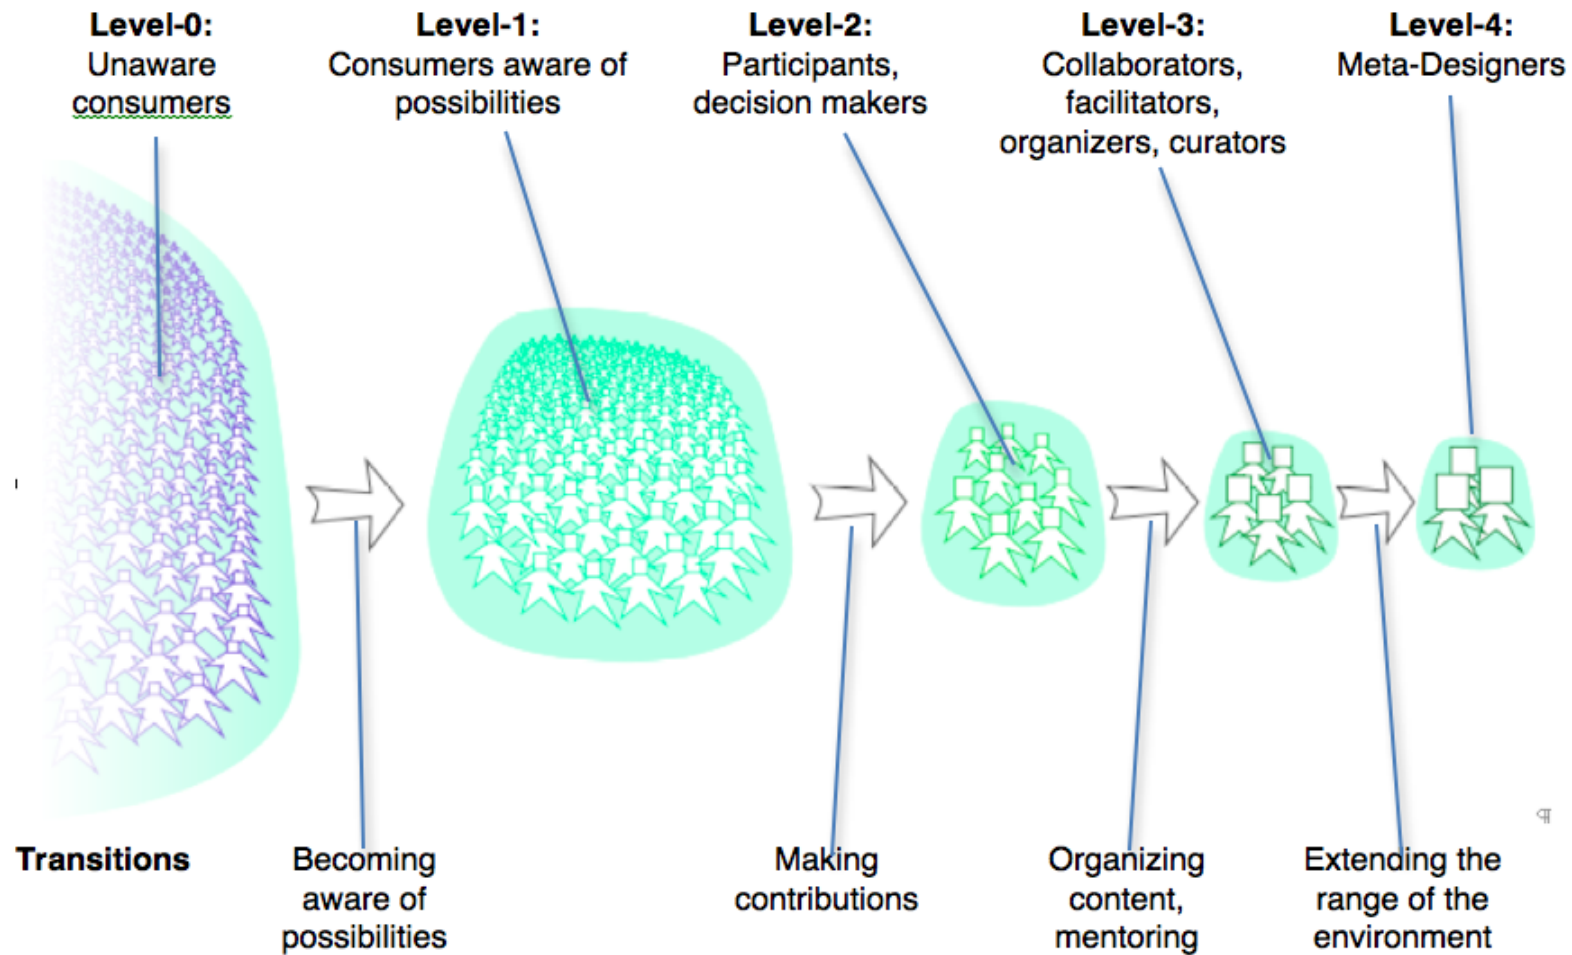 Level-0:
Unaware
consumers
Level-1:
Consumers aware of
possibilities
Level-2:
Participants,
decision makers
Level-3:
Collaborators,
facilitators,
organizers, curators
Level-4:
Meta-Designers
Transitions
Becoming
aware of
possibilities
Making
contributions
Organizing
content,
mentoring
Extending the
range of the
environment